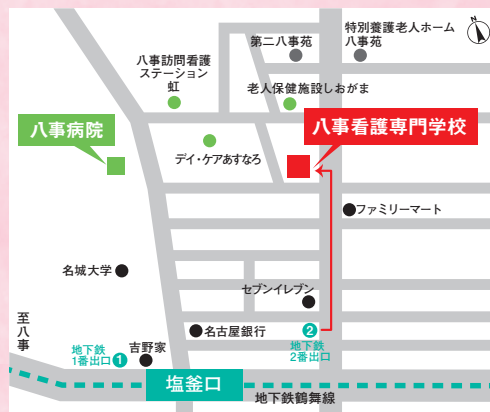 特別養護老人ホーム
八事苑
N
第二八事苑
八事訪問看護
ステーション
虹
老人保健施設しおがま
八事病院
八事看護専門学校
デイ・ケアあすなろ
ファミリーマート
名城大学
セブンイレブン
至八事
名古屋銀行
2
地下鉄
2番出口
吉野家
地下鉄
1番出口
1
塩釜口
地下鉄鶴舞線